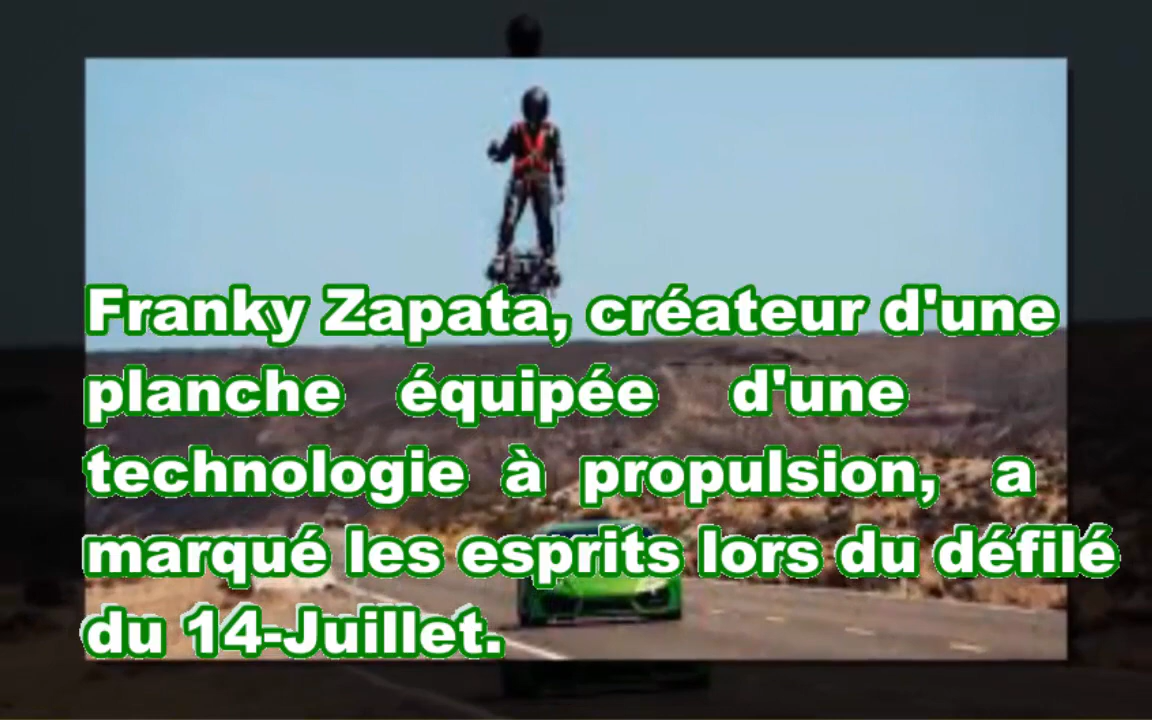 Franky Zapata, créateur d'une
planche équipée d'une
technologie à propulsion, a
marqué les esprits lors du défilé
du 14-Juillet.